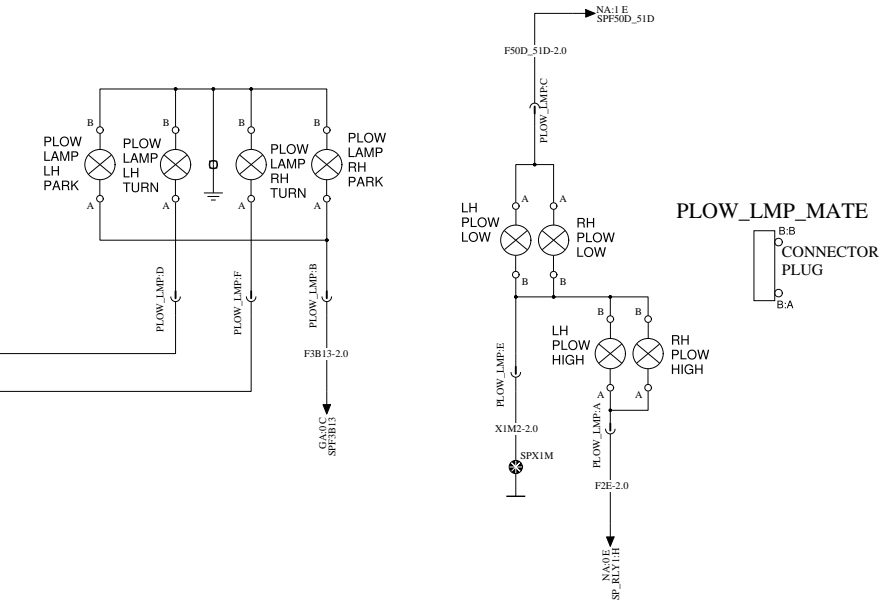 NA:1 E
SPF50D_51D
F50D_51D-2.0
PLOW_LMP:C
B
B
B
B
PLOW
LAMP
LH
PARK
PLOW
LAMP
LH
TURN
PLOW
LAMP
RH
TURN
PLOW
LAMP
RH
PARK
A
A
A
A
PLOW_LMP:D
PLOW_LMP:F
PLOW_LMP:B
F3B13-2.0
GA:0 C
SPF3B13
A
A
LH
PLOW
LOW
RH
PLOW
LOW
B
B
B
B
LH
PLOW
HIGH
RH
PLOW
HIGH
A
A
PLOW_LMP:E
PLOW_LMP:A
X1M2-2.0
SPX1M
F2E-2.0
NA:0 E
SP_RLY1:H
PLOW_LMP_MATE
B:B
CONNECTOR
PLUG
B:A